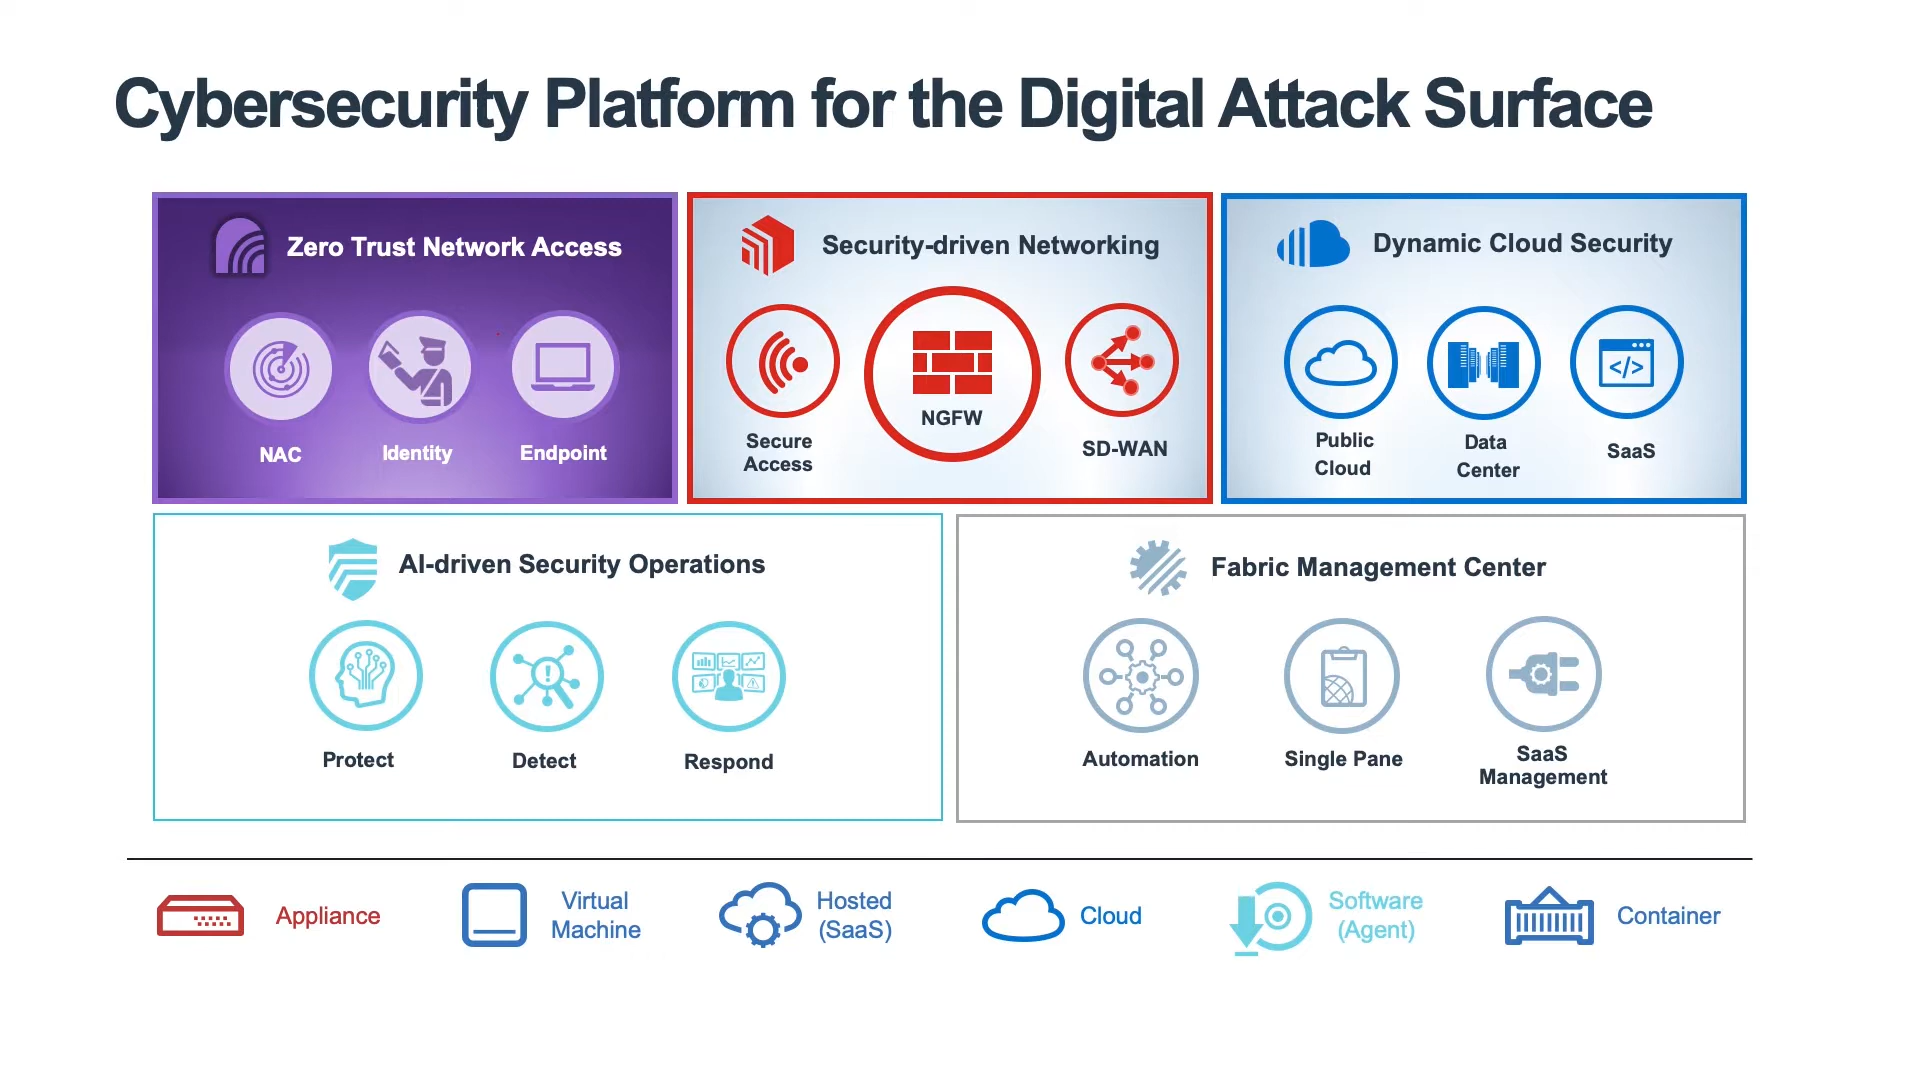 Cybersecurity Platform for the Digital Attack Surface
Zero Trust Network Access
NAC
Identity
Endpoint
Security-driven Networking
Secure
Access
NGFW
SD-WAN
Dynamic Cloud Security
Public
Cloud
Data
Center
</>
SaaS
AI-driven Security Operations
Protect
Detect
Respond
Fabric Management Center
Automation
Single Pane
SaaS
Management
Appliance
Virtual
Machine
Hosted
(SaaS)
Cloud
Software
(Agent)
Container